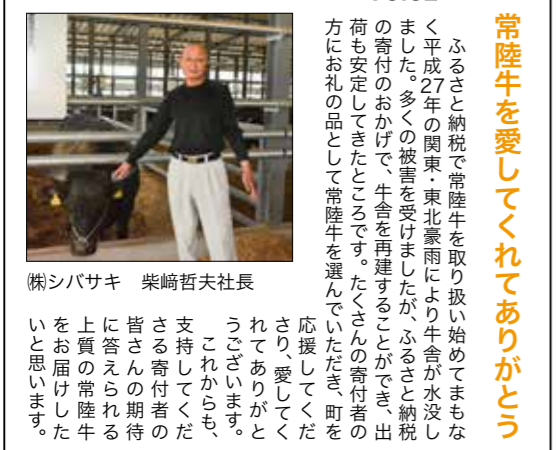 常陸牛を愛してくれてありがとう
ふるさと納税で常陸牛を取り扱い始めてまもな
く平成27年の関東・東北豪雨により牛舎が水没し
ました。多くの被害を受けましたが、ふるさと納税
の寄付のおかげで、牛舎を再建することができ、出
荷も安定してきたところです。たくさんの寄付者の
方にお礼の品として常陸牛を選んでいただき、町を
応援してくだ
さり、愛してく
れてありがと
うございます。
これからも、
支持してくだ
さる寄付者の
皆さんの期待
に答えられる
上質の常陸牛
をお届けした
いと思います。
㈱シバサキ　柴﨑哲夫社長